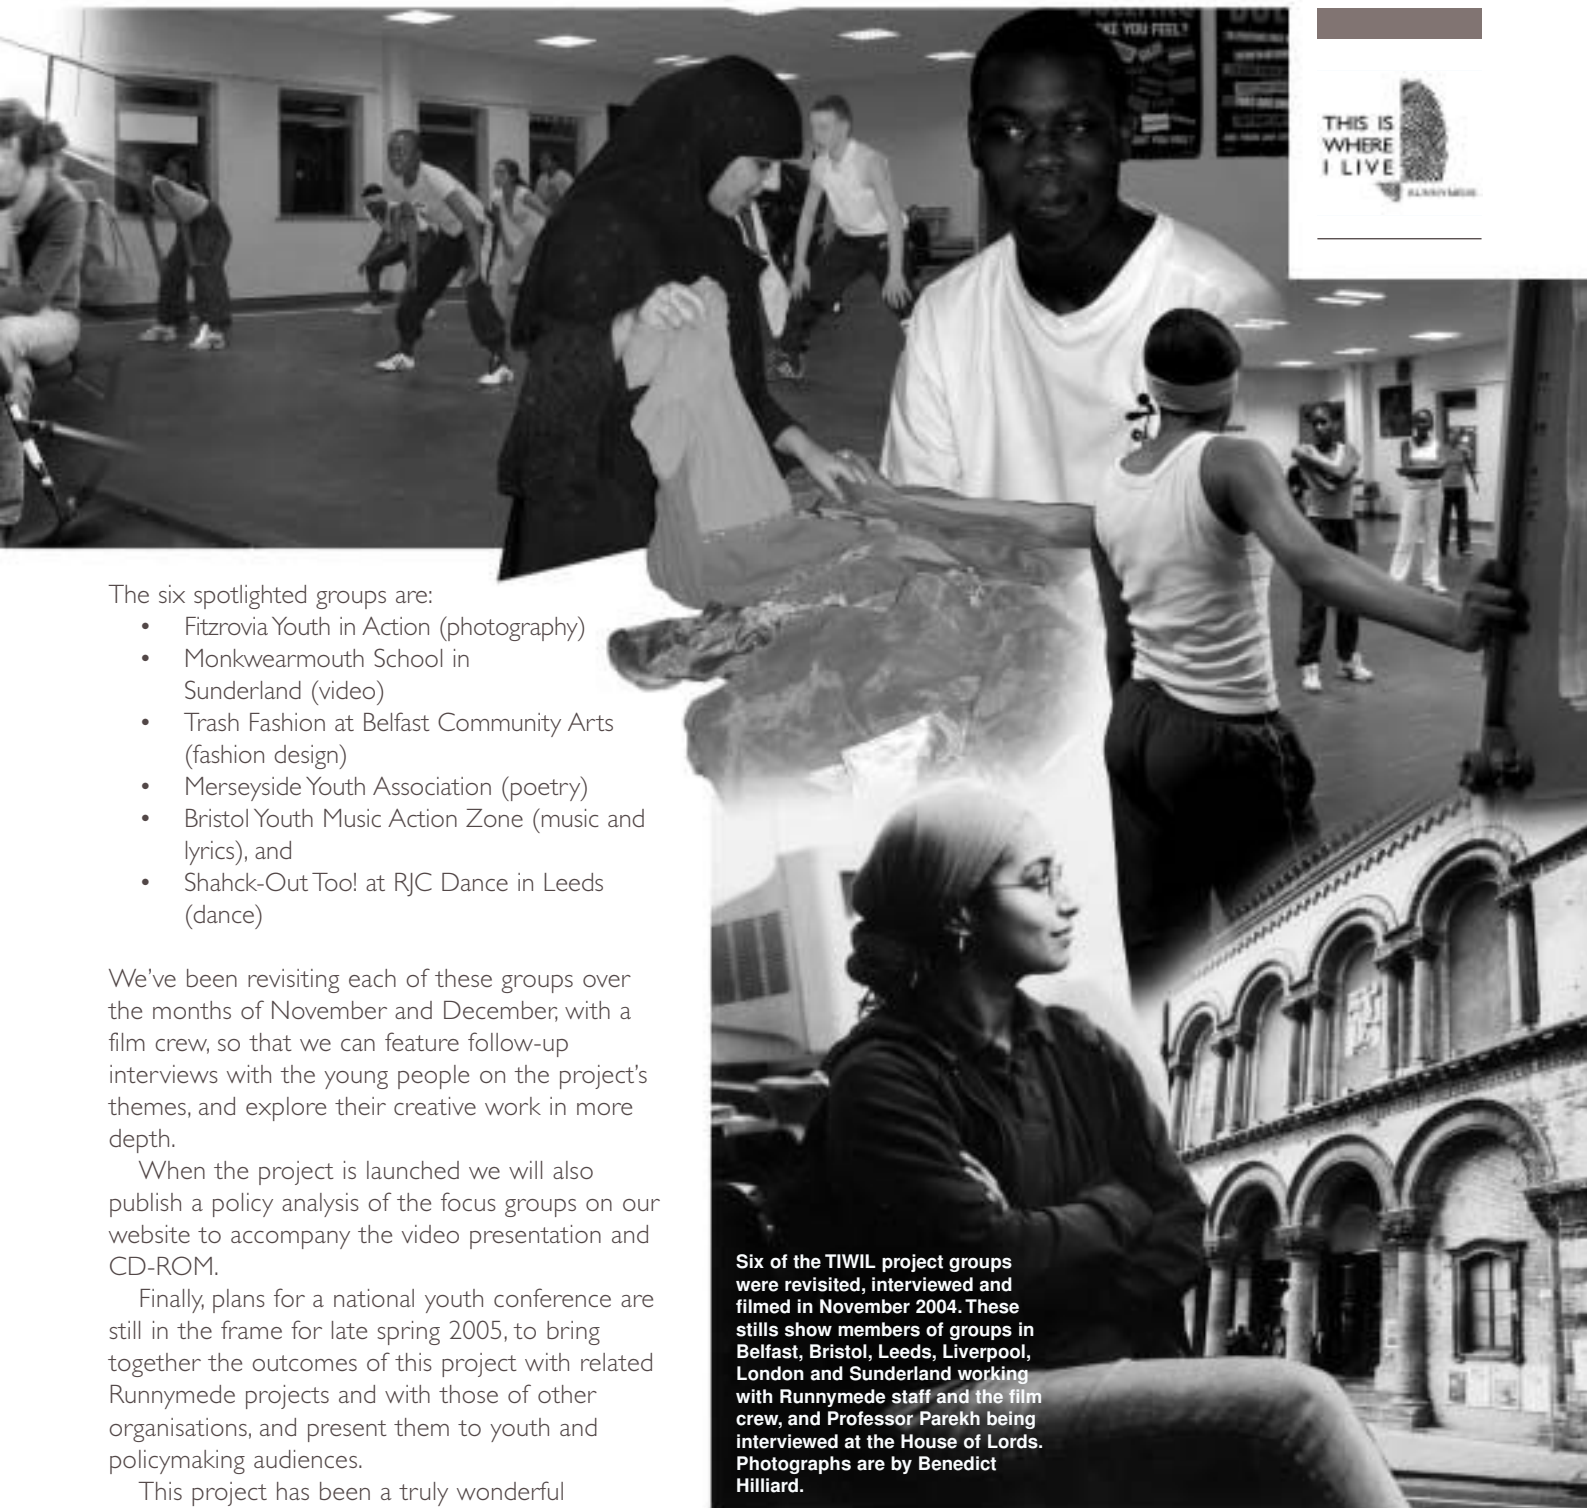 KE YOU FEEL?
THIS IS
WHERE
I LIVE
RUNNYMEDE
The six spotlighted groups are:
• Fitzrovia Youth in Action (photography)
• Monkwearmouth School in
Sunderland (video)
• Trash Fashion at Belfast Community Arts
(fashion design)
• Merseyside Youth Association (poetry)
• Bristol Youth Music Action Zone (music and
lyrics), and
• Shahck-Out Too! at RJC Dance in Leeds
(dance)
We’ve been revisiting each of these groups over
the months of November and December, with a
film crew, so that we can feature follow-up
interviews with the young people on the project’s
themes, and explore their creative work in more
depth.
When the project is launched we will also
publish a policy analysis of the focus groups on our
website to accompany the video presentation and
CD-ROM.
Finally, plans for a national youth conference are
still in the frame for late spring 2005, to bring
together the outcomes of this project with related
Runnymede projects and with those of other
organisations, and present them to youth and
policymaking audiences.
This project has been a truly wonderful
Six of the TIWIL project groups
were revisited, interviewed and
filmed in November 2004. These
stills show members of groups in
Belfast, Bristol, Leeds, Liverpool,
London and Sunderland working
with Runnymede staff and the film
crew, and Professor Parekh being
interviewed at the House of Lords.
Photographs are by Benedict
Hilliard.